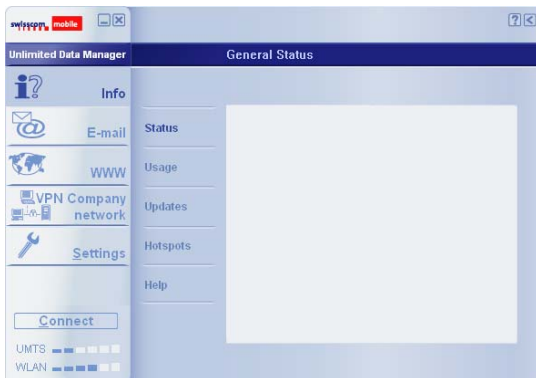 swisscom mobile
?
Unlimited Data Manager
General Status
i?
Info
E-mail
WWW
VPN Company
network
Settings
Connect
UMTS
WLAN
Status
Usage
Updates
Hotspots
Help